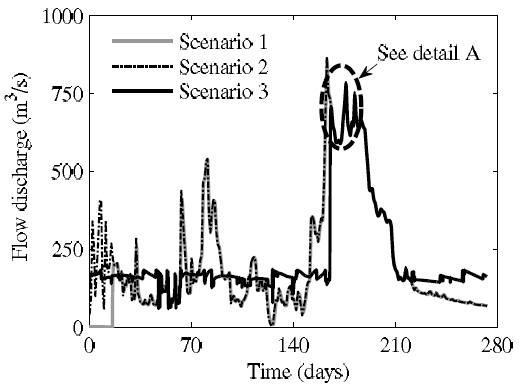 1000
750
500
250
0
Flow discharge (m³/s)
Scenario 1
Scenario 2
Scenario 3
See detail A
0 70 140 210 280
Time (days)